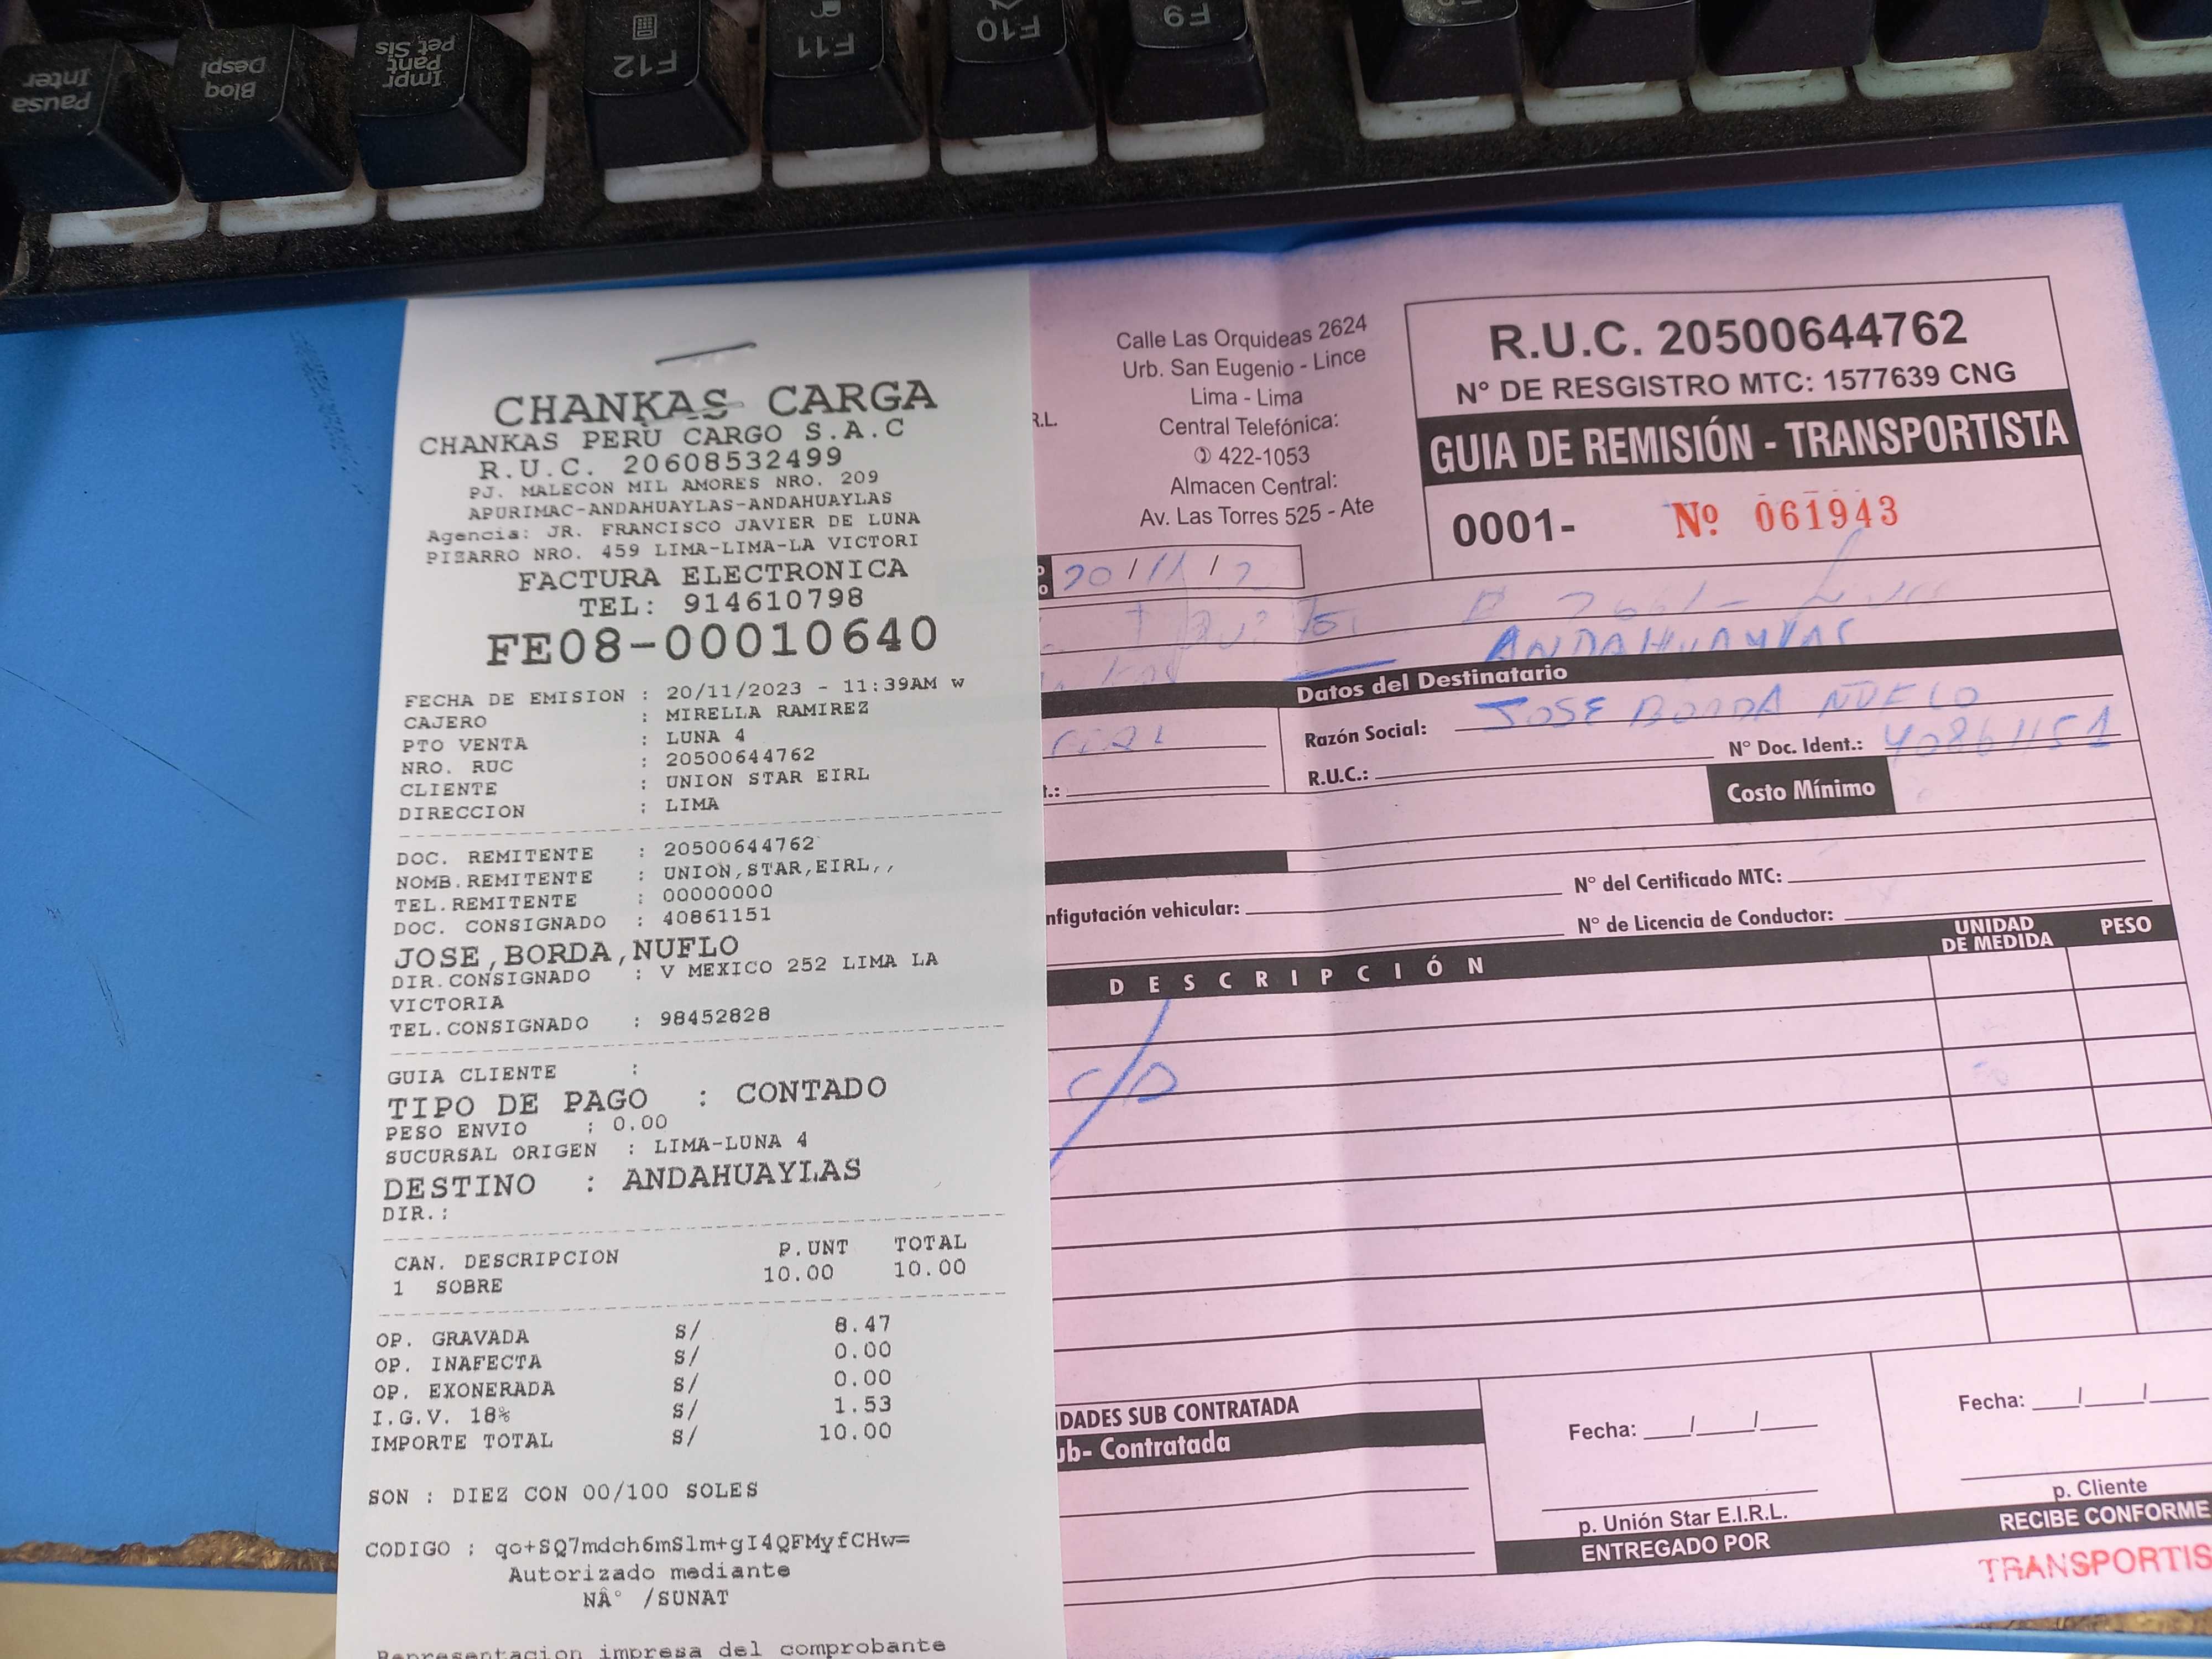 Pausa
Inter
Bloq
Despl
Impr
Pant
Pet Sis
F12
F11
F10
F9
CHANKAS CARGA
CHANKAS PERÙ CARGO S.A.C
R.U.C. 20608532499
PJ. MALECON MIL AMORES NRO. 209
APURIMAC-ANDAHUAYLAS-ANDAHUAYLAS
Agencia: JR. FRANCISCO JAVIER DE LUNA
PIZARRO NRO. 459 LIMA-LIMA-LA VICTORI
FACTURA ELECTRONICA
TEL: 914610798
FE08-00010640
FECHA DE EMISION : 20/11/2023 - 11:39AM w
CAJERO : MIRELLA RAMIREZ
PTO VENTA : LUNA 4
NRO. RUC : 20500644762
CLIENTE : UNION STAR EIRL
DIRECCION : LIMA
DOC. REMITENTE : 20500644762
NOMB.REMITENTE : UNION,STAR,EIRL,,
TEL.REMITENTE : 00000000
DOC. CONSIGNADO : 40861151
JOSE,BORDA,NUFLO
DIR.CONSIGNADO : V MEXICO 252 LIMA LA
VICTORIA
TEL.CONSIGNADO : 98452828
GUIA CLIENTE :
TIPO DE PAGO : CONTADO
PESO ENVIO : 0.00
SUCURSAL ORIGEN : LIMA-LUNA 4
DESTINO : ANDAHUAYLAS
DIR.:
CAN. DESCRIPCION P.UNT TOTAL
1 SOBRE 10.00 10.00
OP. GRAVADA S/ 8.47
OP. INAFECTA S/ 0.00
OP. EXONERADA S/ 0.00
I.G.V. 18% S/ 1.53
IMPORTE TOTAL S/ 10.00
SON : DIEZ CON 00/100 SOLES
CODIGO : qo+SQ7mdch6mSlm+gI4QFMyfCHw=
Autorizado mediante
NÂ° /SUNAT
Representacion impresa del comprobante
R.L.
Calle Las Orquideas 2624
Urb. San Eugenio - Lince
Lima - Lima
Central Telefónica:
422-1053
Almacen Central:
Av. Las Torres 525 - Ate
R.U.C. 20500644762
N° DE RESGISTRO MTC: 1577639 CNG
GUIA DE REMISIÓN - TRANSPORTISTA
0001- Nº 061943
20/11/2
ANDAHUAYLAS
Datos del Destinatario
Razón Social: JOSE BORDA NUFLO
R.U.C.: N° Doc. Ident.: 40861151
Costo Mínimo
nfigutación vehicular: N° del Certificado MTC:
N° de Licencia de Conductor:
DESCRIPCIÓN UNIDAD DE MEDIDA PESO
C/D
IDADES SUB CONTRATADA
ub- Contratada
Fecha: __/__/__
p. Unión Star E.I.R.L.
ENTREGADO POR
Fecha: __/__/__
p. Cliente
RECIBE CONFORME
TRANSPORTIS